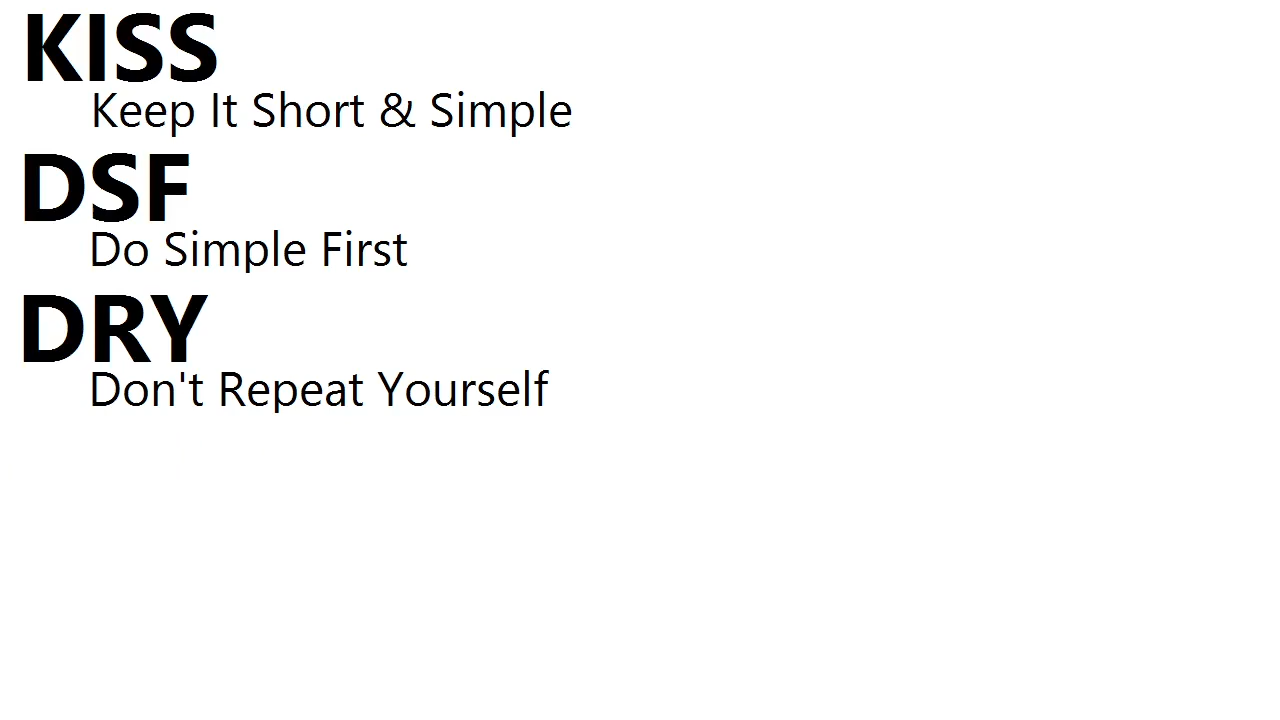 KISS
Keep It Short & Simple
DSF
Do Simple First
DRY
Don't Repeat Yourself